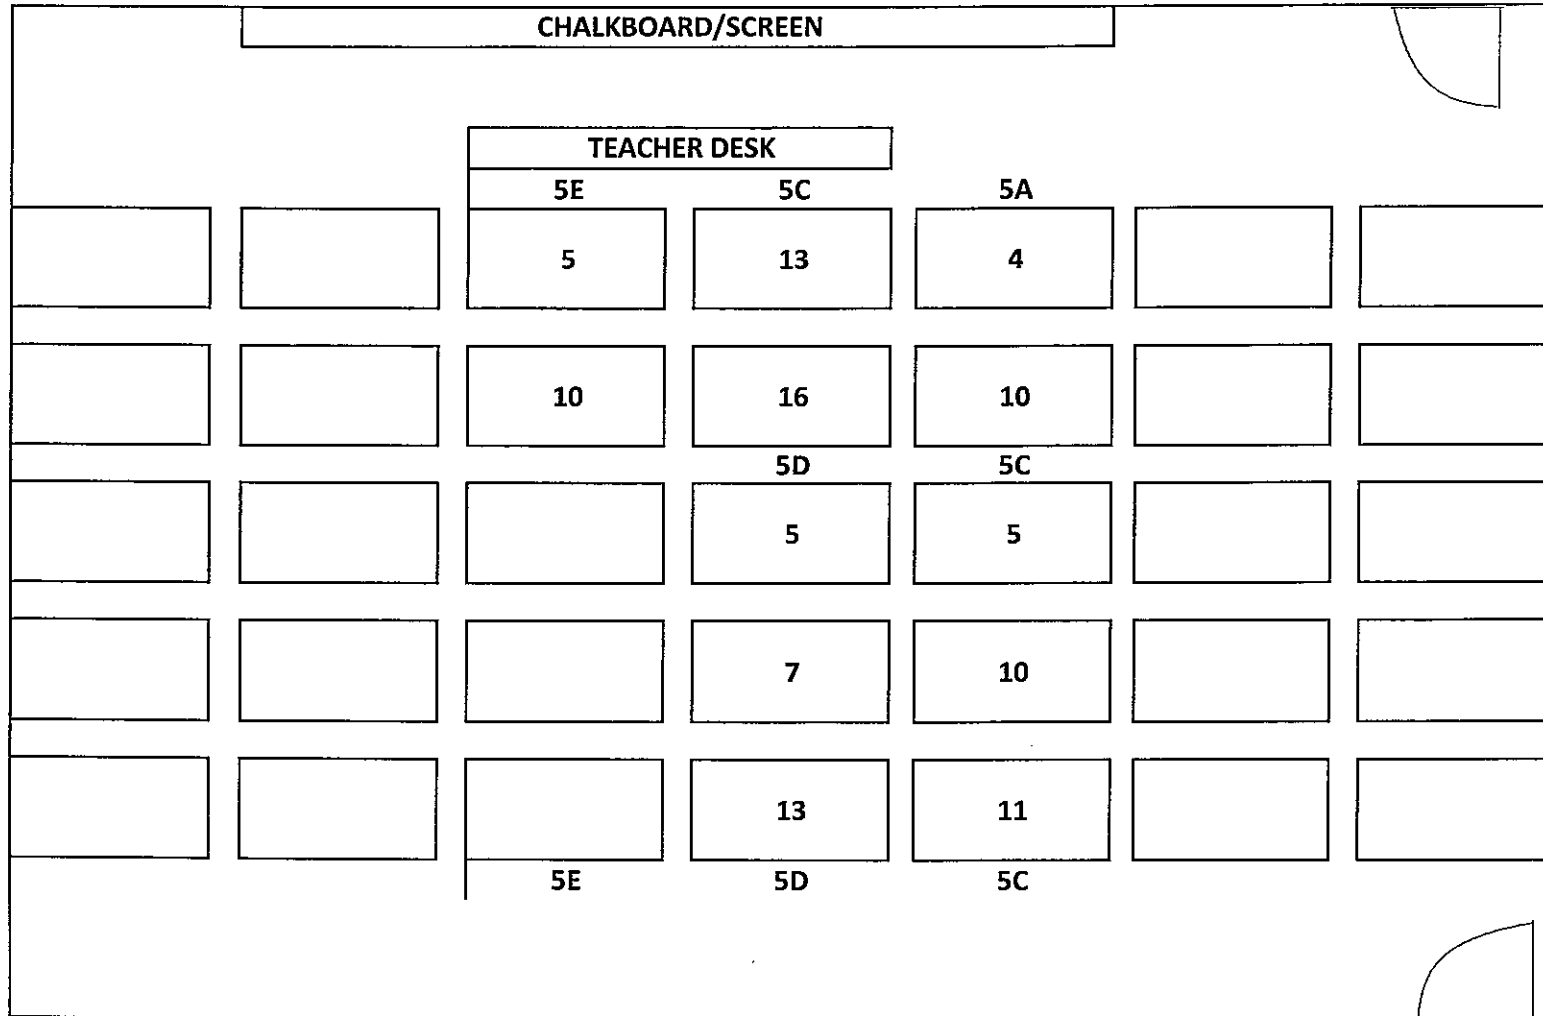 CHALKBOARD/SCREEN
TEACHER DESK
5E 5C 5A
5 13 4
10 16 10
5D 5C
5 5
7 10
13 11
5E 5D 5C